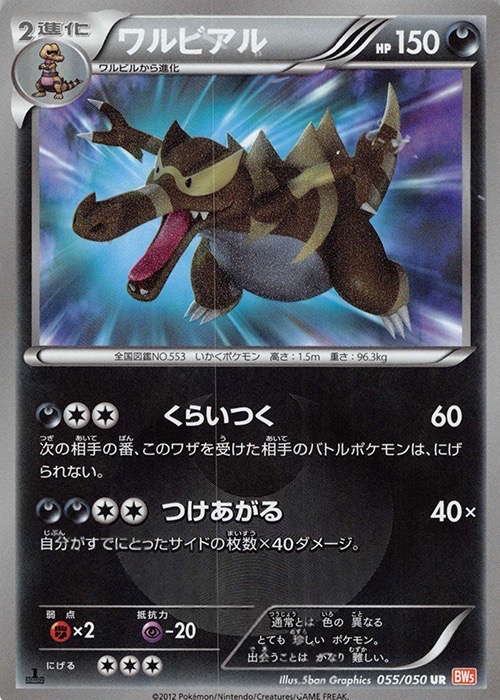 2進化
ワルビアル
HP 150
ワルビルから進化
全国図鑑NO.553 いかくポケモン 高さ:1.5m 重さ:96.3kg
くらいつく 60
次の相手の番、このワザを受けた相手のバトルポケモンは、にげ
られない。
つけあがる 40×
自分がすでにとったサイドの枚数×40ダメージ。
弱点 ×2
抵抗力 -20
にげる
通常とは 色の 異なる
とても 珍しい ポケモン。
出会うことは かなり 難しい。
Illus. 5ban Graphics 055/050 UR BWs
©2012 Pokémon/Nintendo/Creatures/GAME FREAK.